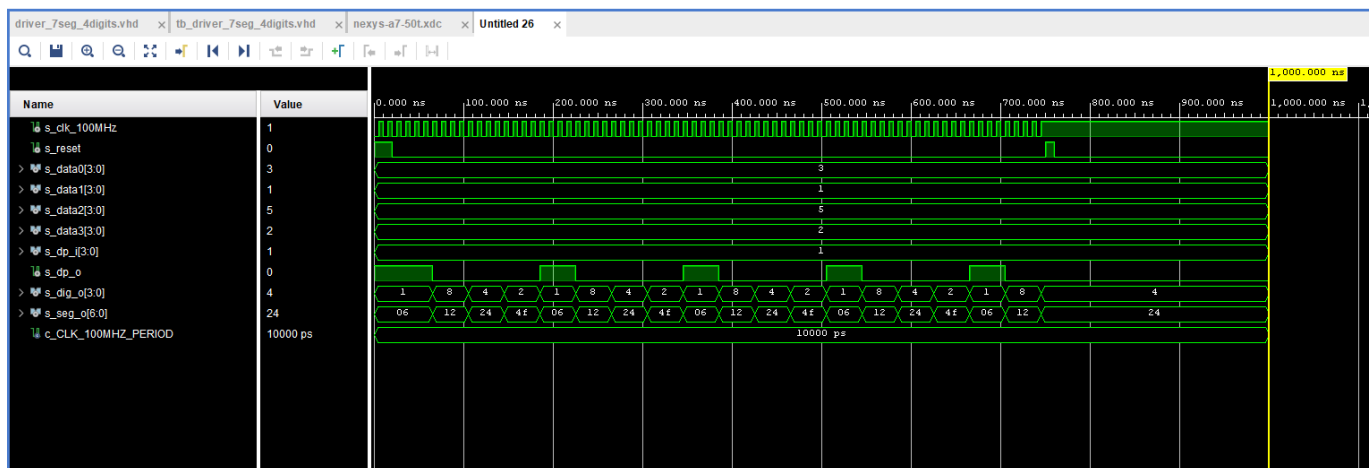 driver_7seg_4digits.vhd × tb_driver_7seg_4digits.vhd × nexys-a7-50t.xdc × Untitled 26 ×
1,000.000 ns
Name Value 0.000 ns 100.000 ns 200.000 ns 300.000 ns 400.000 ns 500.000 ns 600.000 ns 700.000 ns 800.000 ns 900.000 ns 1,000.000 ns 1,
s_clk_100MHz 1
s_reset 0
> s_data0[3:0] 3 3
> s_data1[3:0] 1 1
> s_data2[3:0] 5 5
> s_data3[3:0] 2 2
> s_dp_i[3:0] 1 1
s_dp_o 0
> s_dig_o[3:0] 4 1 8 4 2 1 8 4 2 1 8 4 2 1 8 4 2 1 8 4
> s_seg_o[6:0] 24 06 12 24 4f 06 12 24 4f 06 12 24 4f 06 12 24 4f 06 12 24
c_CLK_100MHZ_PERIOD 10000 ps 10000 ps